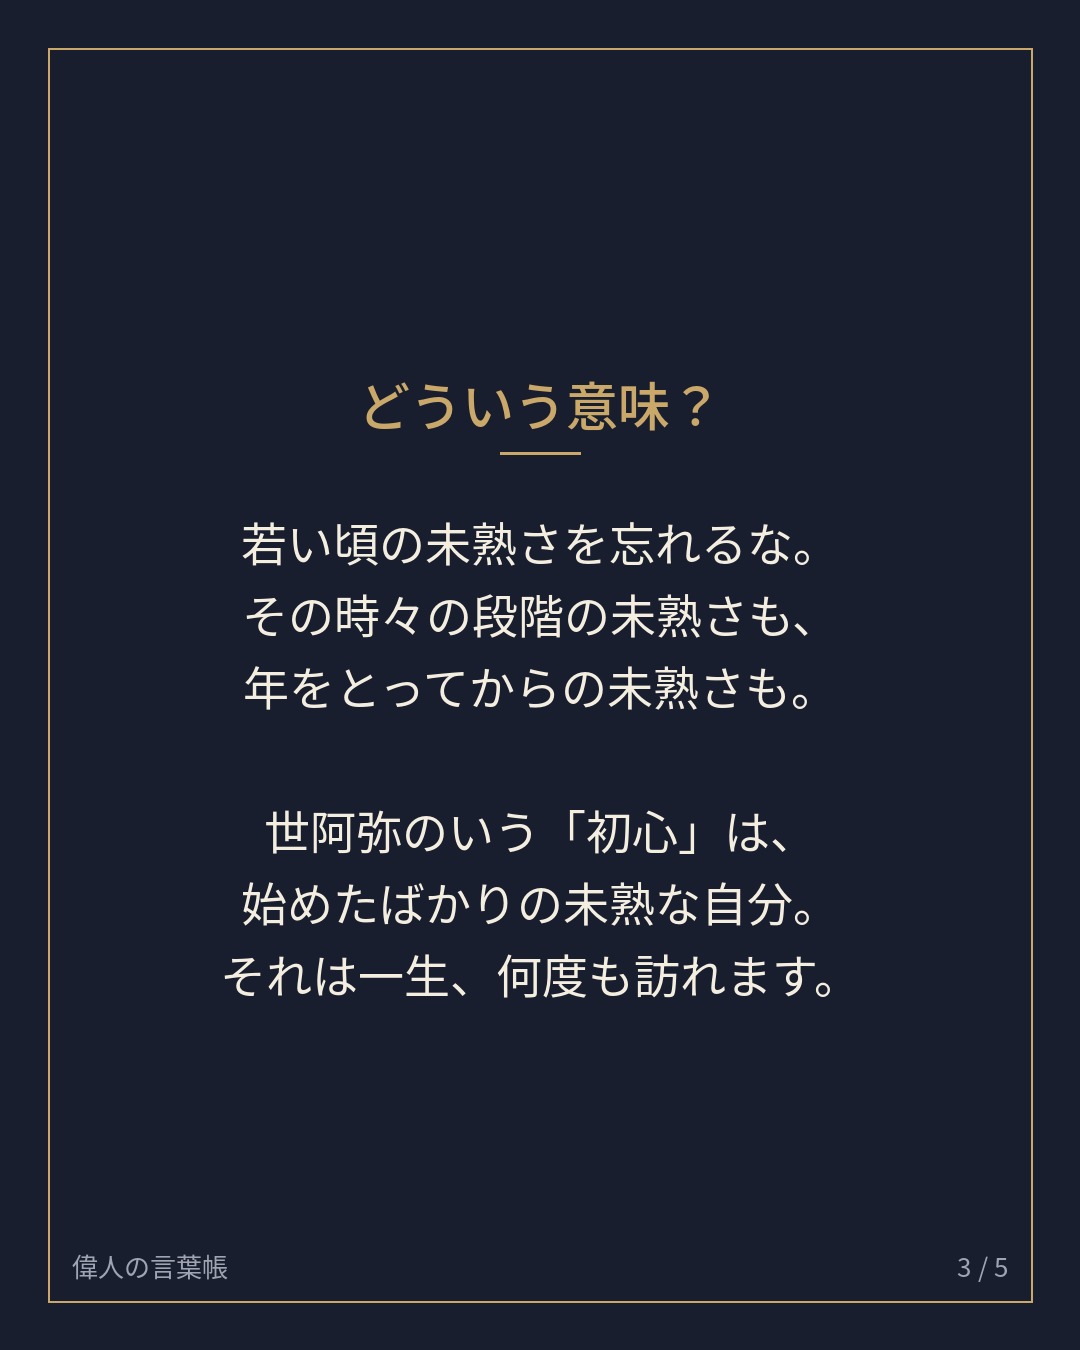 どういう意味？
若い頃の未熟さを忘れるな。
その時々の段階の未熟さも、
年をとってからの未熟さも。
世阿弥のいう「初心」は、
始めたばかりの未熟な自分。
それは一生、何度も訪れます。
偉人の言葉帳
3 / 5